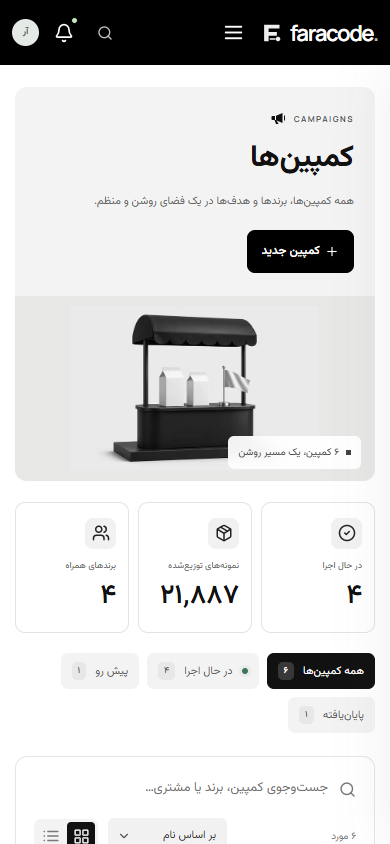 faracode.
آر
CAMPAIGNS
کمپین‌ها
همه کمپین‌ها، برندها و هدف‌ها در یک فضای روشن و منظم.
+ کمپین جدید
۶ کمپین، یک مسیر روشن
در حال اجرا
۴
نمونه‌های توزیع‌شده
۲۱,۸۸۷
برندهای همراه
۴
همه کمپین‌ها ۶
در حال اجرا ۴
پیش رو ۱
پایان‌یافته ۱
جست‌وجوی کمپین، برند یا مشتری...
۶ مورد
بر اساس نام